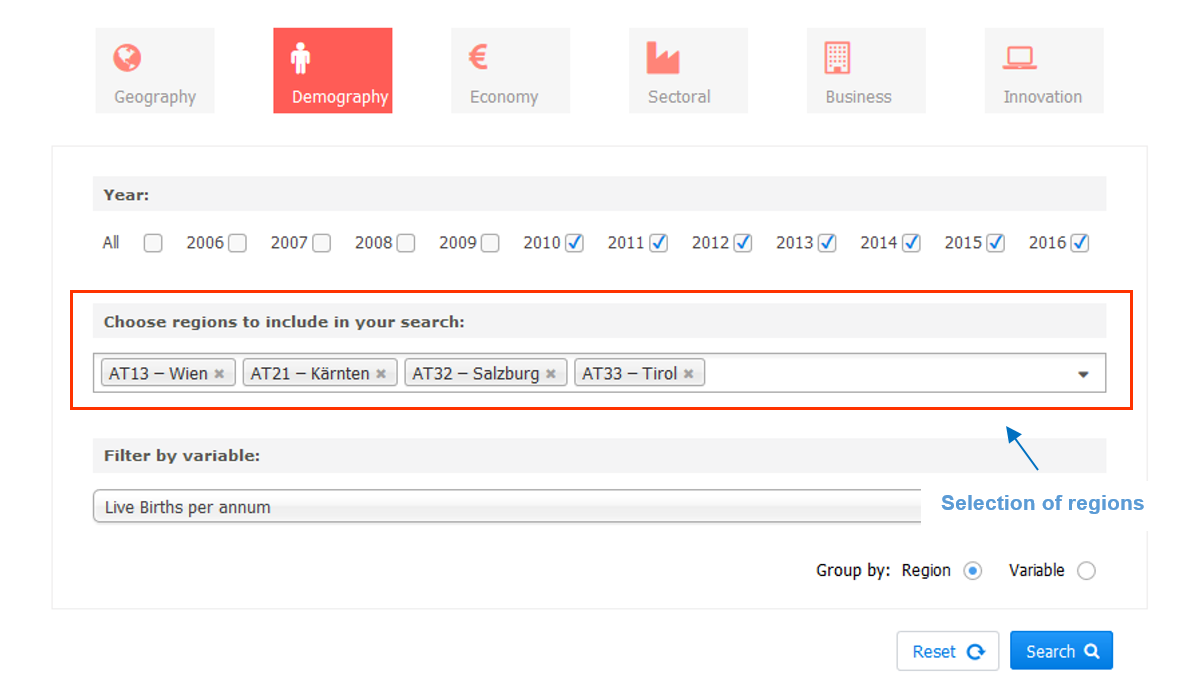 Geography Demography Economy Sectoral Business Innovation
Year:
All 2006 2007 2008 2009 2010 2011 2012 2013 2014 2015 2016
Choose regions to include in your search:
AT13 – Wien AT21 – Kärnten AT32 – Salzburg AT33 – Tirol
Filter by variable:
Live Births per annum
Selection of regions
Group by: Region Variable
Reset Search